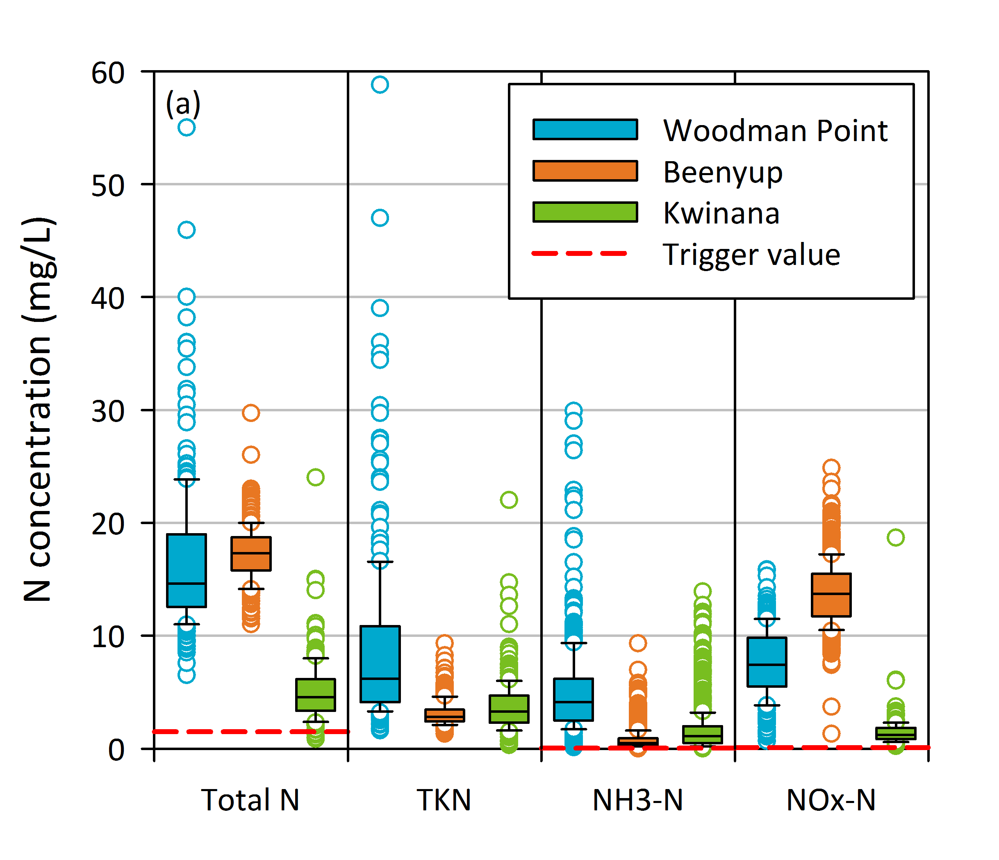 (a)
60
50
40
30
20
10
0
N concentration (mg/L)
Woodman Point
Beenyup
Kwinana
Trigger value
Total N
TKN
NH3-N
NOx-N